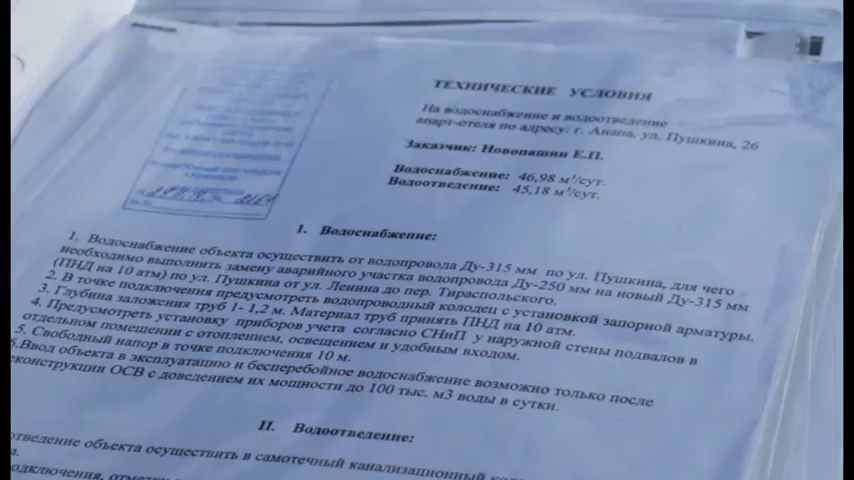 ТЕХНИЧЕСКИЕ УСЛОВИЯ
На водоснабжение и водоотведение
апарт-отеля по адресу: г. Анапа, ул. Пушкина, 26
Заказчик: Новопашин Е.П.
Водоснабжение: 46,98 м³/сут.
Водоотведение: 45,18 м³/сут.
I. Водоснабжение:
1. Водоснабжение объекта осуществить от водопровода Ду-315 мм по ул. Пушкина, для чего
необходимо выполнить замену аварийного участка водопровода Ду-250 мм на новый Ду-315 мм
(ПНД на 10 атм) по ул. Пушкина от ул. Ленина до пер. Тираспольского.
2. В точке подключения предусмотреть водопроводный колодец с установкой запорной арматуры.
3. Глубина заложения труб 1- 1,2 м. Материал труб принять ПНД на 10 атм.
4. Предусмотреть установку приборов учета согласно СНиП у наружной стены подвалов в
отдельном помещении с отоплением, освещением и удобным входом.
5. Свободный напор в точке подключения 10 м.
6.Ввод объекта в эксплуатацию и бесперебойное водоснабжение возможно только после
еконструкции ОСВ с доведением их мощности до 100 тыс. м3 воды в сутки.
II. Водоотведение:
отведение объекта осуществить в самотечный канализационный
одключения,